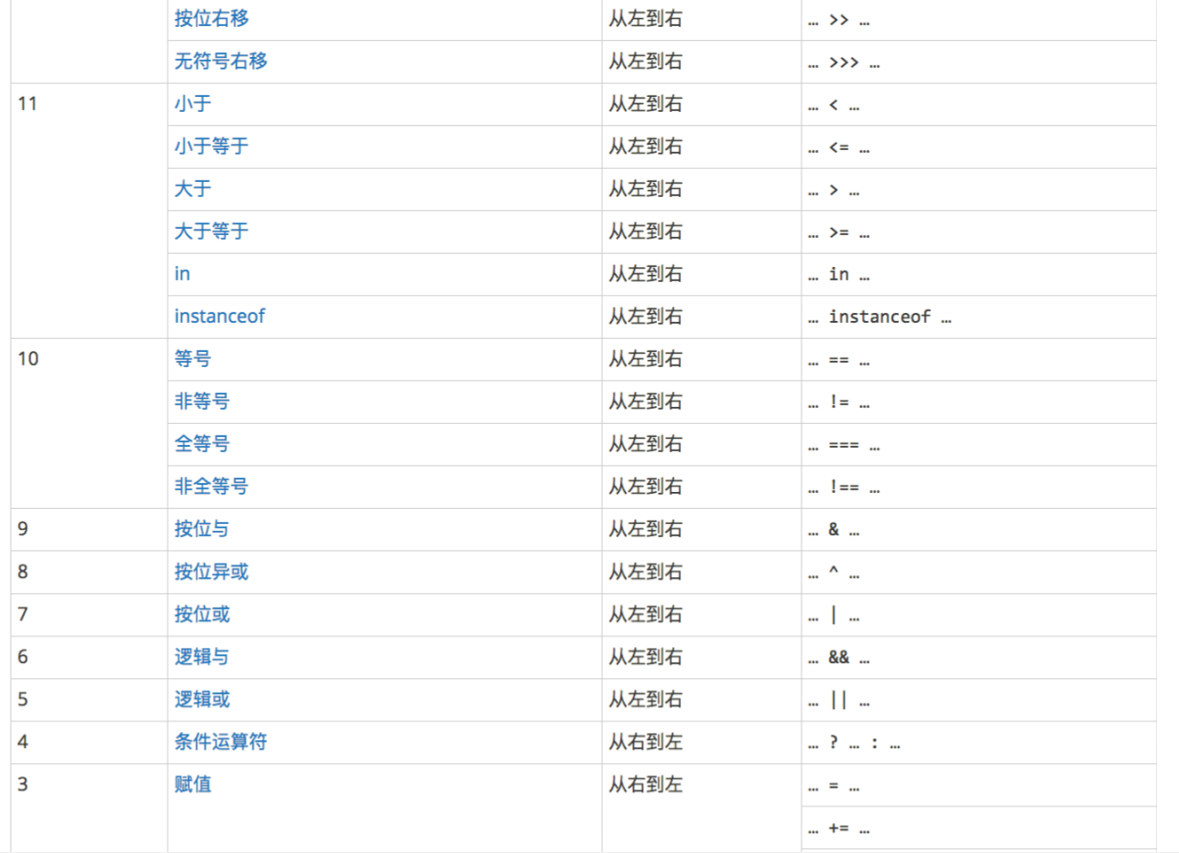 按位右移 从左到右 … >> …
无符号右移 从左到右 … >>> …
11 小于 从左到右 … < …
小于等于 从左到右 … <= …
大于 从左到右 … > …
大于等于 从左到右 … >= …
in 从左到右 … in …
instanceof 从左到右 … instanceof …
10 等号 从左到右 … == …
非等号 从左到右 … != …
全等号 从左到右 … === …
非全等号 从左到右 … !== …
9 按位与 从左到右 … & …
8 按位异或 从左到右 … ^ …
7 按位或 从左到右 … | …
6 逻辑与 从左到右 … && …
5 逻辑或 从左到右 … || …
4 条件运算符 从右到左 … ? … : …
3 赋值 从右到左 … = …
… += …